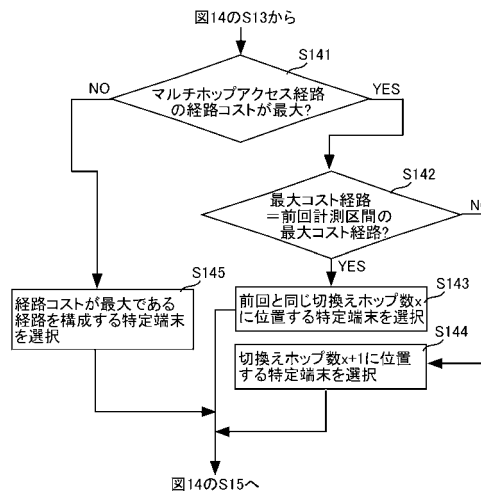 図14のS13から
S141
マルチホップアクセス経路
の経路コストが最大?
NO
YES
S142
最大コスト経路
=前回計測区間の
最大コスト経路?
NO
YES
S145
経路コストが最大である
経路を構成する特定端末
を選択
S143
前回と同じ切換えホップ数x
に位置する特定端末を選択
S144
切換えホップ数x+1に位置
する特定端末を選択
図14のS15へ